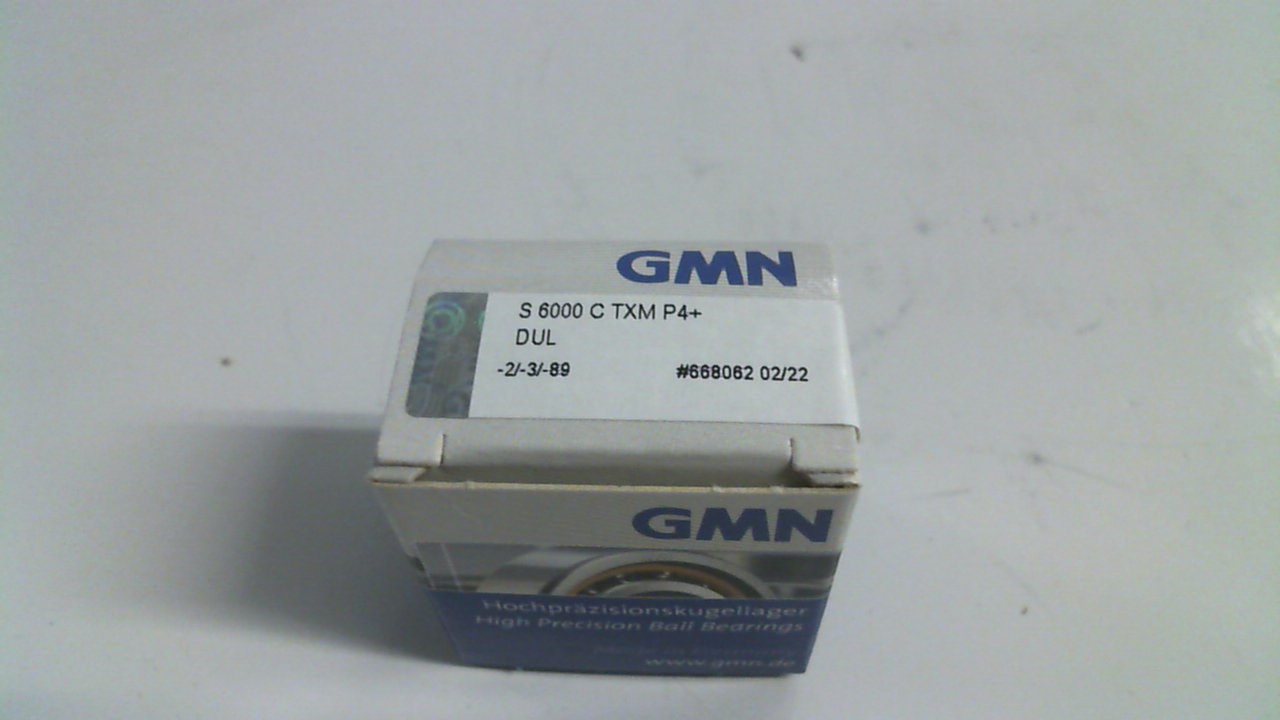 GMN
S 6000 C TXM P4+
DUL
-2/-3/-89 #668062 02/22
GMN
Hochpräzisionskugellager
High Precision Ball Bearings
www.gmn.de